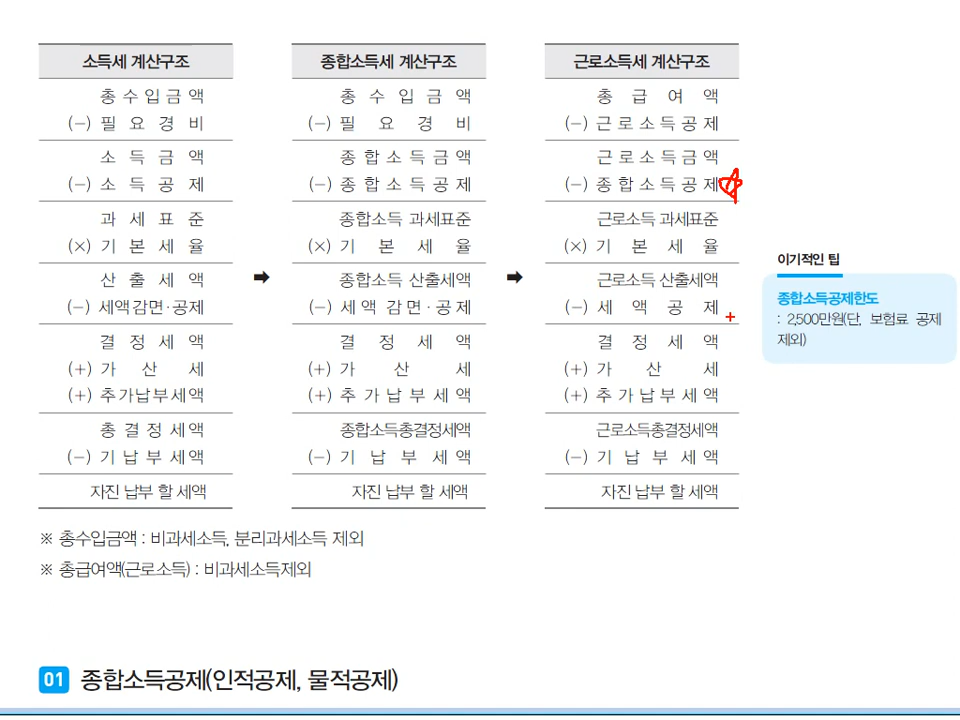 소득세 계산구조
총수입금액
(−) 필요경비
소득금액
(−) 소득공제
과세표준
(×) 기본세율
산출세액
(−) 세액감면·공제
결정세액
(+) 가산세
(+) 추가납부세액
총결정세액
(−) 기납부세액
자진 납부 할 세액
종합소득세 계산구조
총수입금액
(−) 필요경비
종합소득금액
(−) 종합소득공제
종합소득 과세표준
(×) 기본세율
종합소득 산출세액
(−) 세액감면·공제
결정세액
(+) 가산세
(+) 추가납부세액
종합소득총결정세액
(−) 기납부세액
자진 납부 할 세액
근로소득세 계산구조
총급여액
(−) 근로소득공제
근로소득금액
(−) 종합소득공제
근로소득 과세표준
(×) 기본세율
근로소득 산출세액
(−) 세액공제
결정세액
(+) 가산세
(+) 추가납부세액
근로소득총결정세액
(−) 기납부세액
자진 납부 할 세액
이기적인 팁
종합소득공제한도
: 2,500만원(단, 보험료 공제
제외)
※ 총수입금액 : 비과세소득, 분리과세소득 제외
※ 총급여액(근로소득) : 비과세소득제외
01 종합소득공제(인적공제, 물적공제)